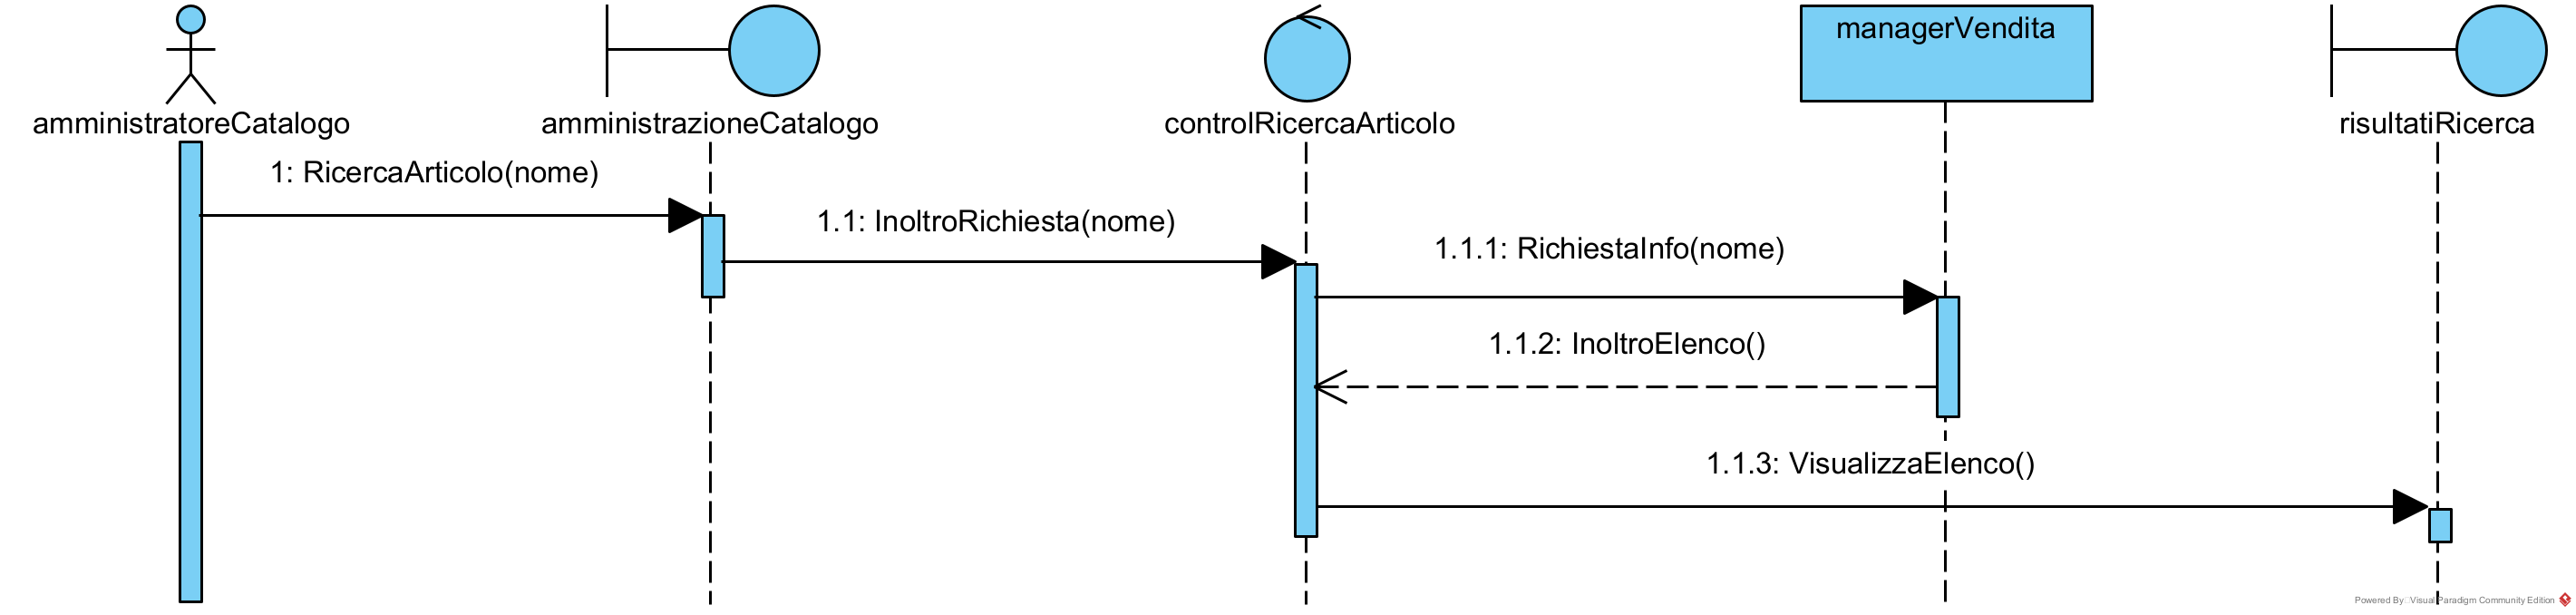 amministratoreCatalogo
amministrazioneCatalogo
controlRicercaArticolo
managerVendita
risultatiRicerca
1: RicercaArticolo(nome)
1.1: InoltroRichiesta(nome)
1.1.1: RichiestaInfo(nome)
1.1.2: InoltroElenco()
1.1.3: VisualizzaElenco()
Powered By Visual Paradigm Community Edition